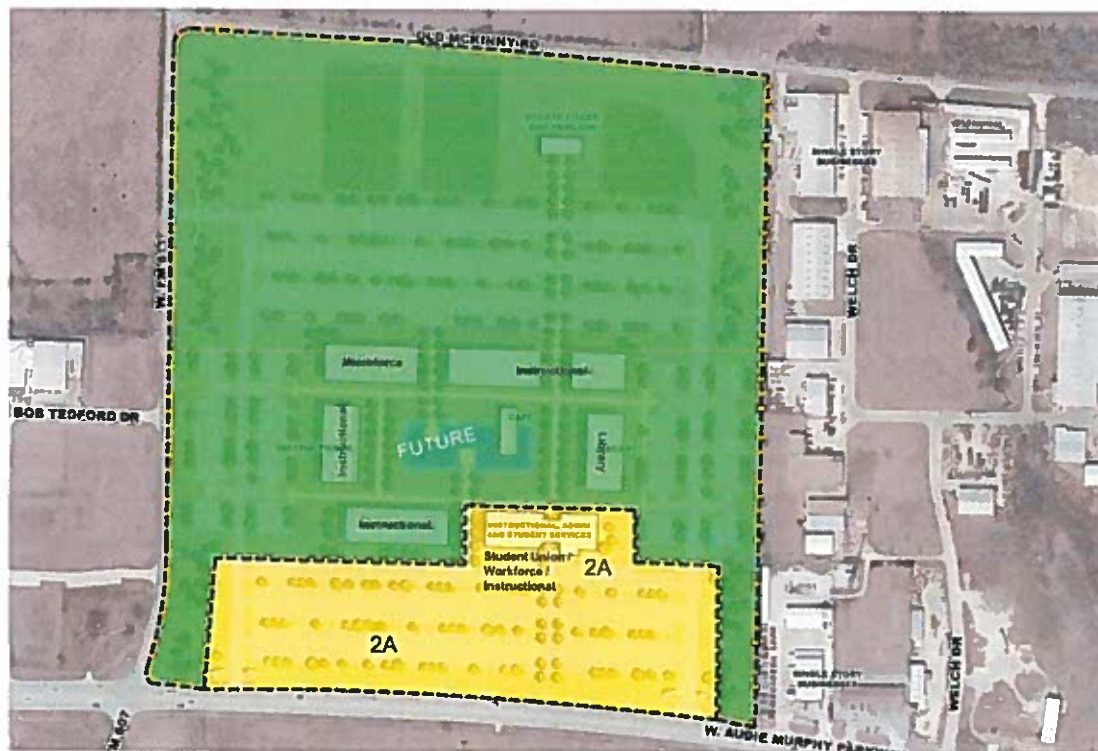 OLD MCKINNY RD
SINGLE STORY
BUSINESSES
WELCH DR
Workforce
Instructional
BOB TEDFORD DR
Instructional
FUTURE
CAFE
Library
Instructional
INSTRUCTIONAL, ADMIN
AND STUDENT SERVICES
Student Union /
Workforce /
Instructional
2A
2A
SINGLE STORY
BUSINESSES
WELCH DR
W. AUDIE MURPHY